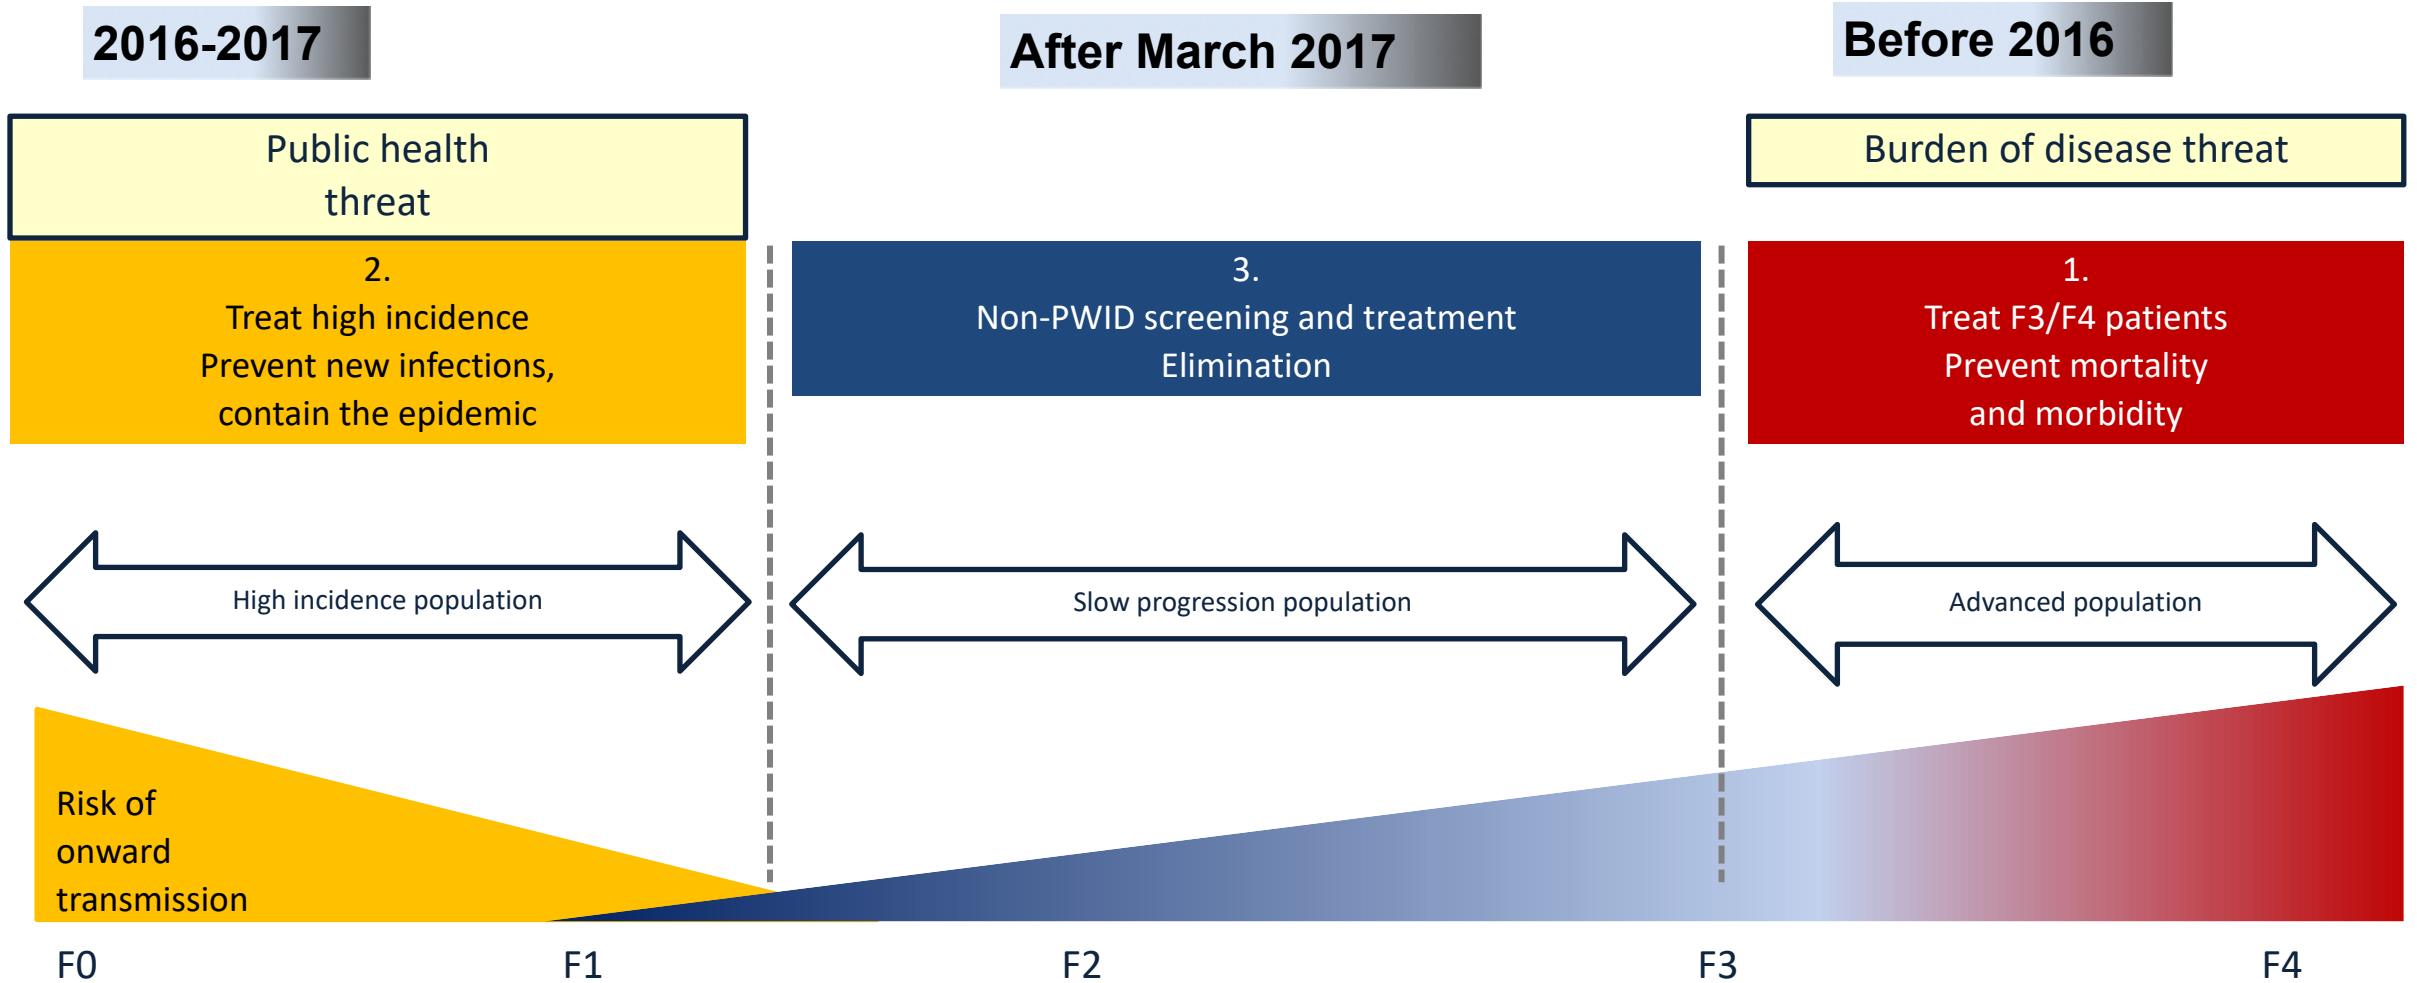 2016-2017
After March 2017
Before 2016
Public health
threat
Burden of disease threat
2.
Treat high incidence
Prevent new infections,
contain the epidemic
3.
Non-PWID screening and treatment
Elimination
1.
Treat F3/F4 patients
Prevent mortality
and morbidity
High incidence population
Slow progression population
Advanced population
Risk of
onward
transmission
F0
F1
F2
F3
F4